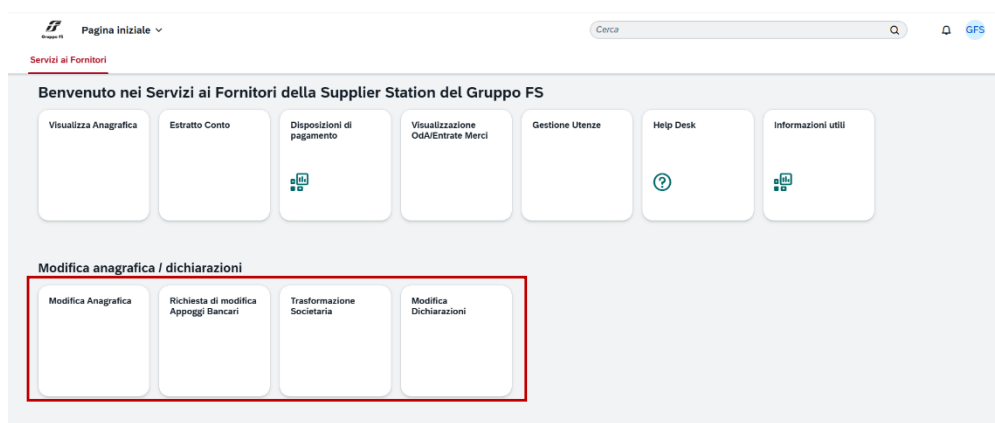 Gruppo FS
Pagina iniziale
Cerca
GFS
Servizi ai Fornitori
Benvenuto nei Servizi ai Fornitori della Supplier Station del Gruppo FS
Visualizza Anagrafica
Estratto Conto
Disposizioni di
pagamento
Visualizzazione
OdA/Entrate Merci
Gestione Utenze
Help Desk
Informazioni utili
Modifica anagrafica / dichiarazioni
Modifica Anagrafica
Richiesta di modifica
Appoggi Bancari
Trasformazione
Societaria
Modifica
Dichiarazioni